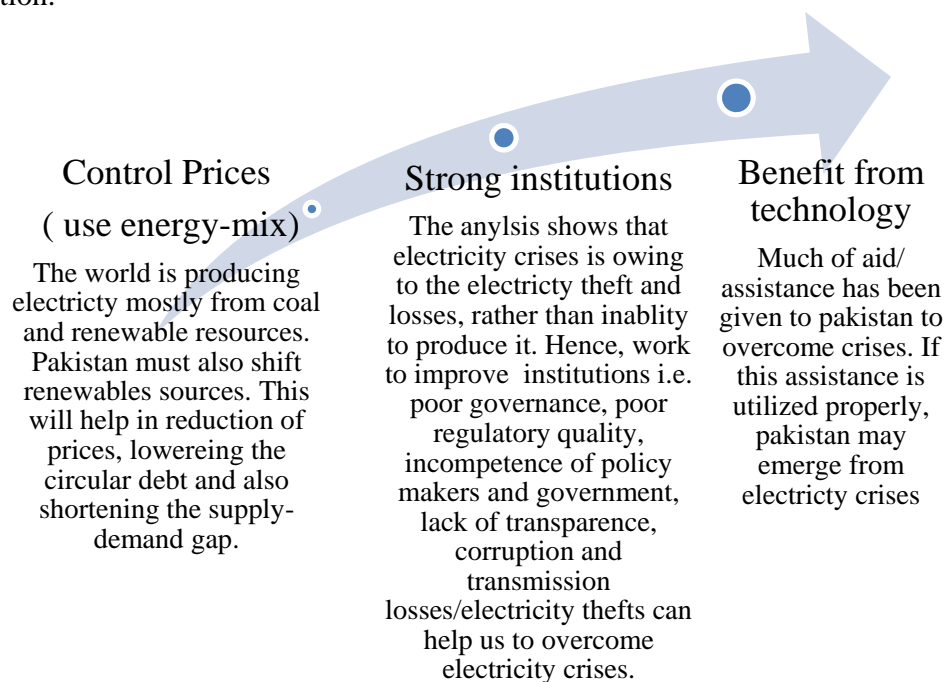 Control Prices
( use energy-mix)
The world is producing
electricty mostly from coal
and renewable resources.
Pakistan must also shift
renewables sources. This
will help in reduction of
prices, lowereing the
circular debt and also
shortening the supply-
demand gap.
Strong institutions
The anylsis shows that
electricity crises is owing
to the electricty theft and
losses, rather than inablity
to produce it. Hence, work
to improve  institutions i.e.
poor governance, poor
regulatory quality,
incompetence of policy
makers and government,
lack of transparence,
corruption and
transmission
losses/electricity thefts can
help us to overcome
electricity crises.
Benefit from
technology
Much of aid/
assistance has been
given to pakistan to
overcome crises. If
this assistance is
utilized properly,
pakistan may
emerge from
electricty crises